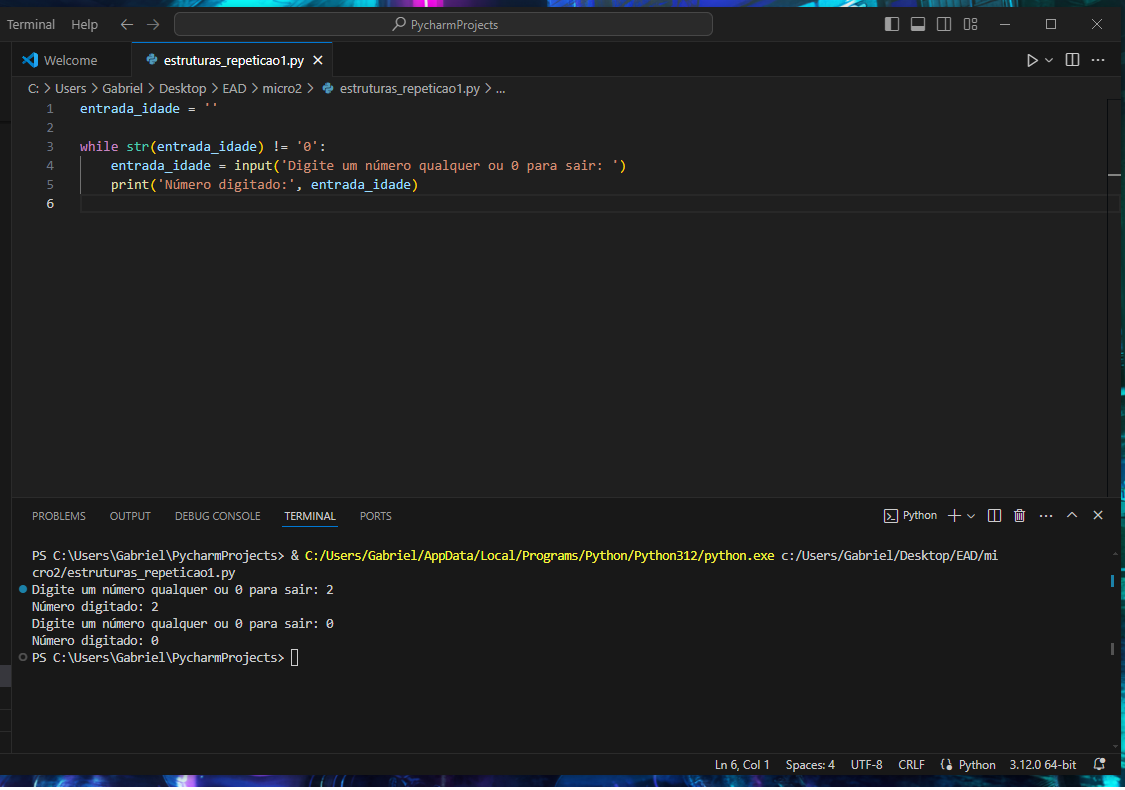 Terminal Help PycharmProjects
Welcome estruturas_repeticao1.py
C: > Users > Gabriel > Desktop > EAD > micro2 > estruturas_repeticao1.py > ...
1 entrada_idade = ''
2
3 while str(entrada_idade) != '0':
4 entrada_idade = input('Digite um número qualquer ou 0 para sair: ')
5 print('Número digitado:', entrada_idade)
6
PROBLEMS OUTPUT DEBUG CONSOLE TERMINAL PORTS Python
PS C:\Users\Gabriel\PycharmProjects> & C:/Users/Gabriel/AppData/Local/Programs/Python/Python312/python.exe c:/Users/Gabriel/Desktop/EAD/mi
cro2/estruturas_repeticao1.py
Digite um número qualquer ou 0 para sair: 2
Número digitado: 2
Digite um número qualquer ou 0 para sair: 0
Número digitado: 0
PS C:\Users\Gabriel\PycharmProjects>
Ln 6, Col 1 Spaces: 4 UTF-8 CRLF Python 3.12.0 64-bit